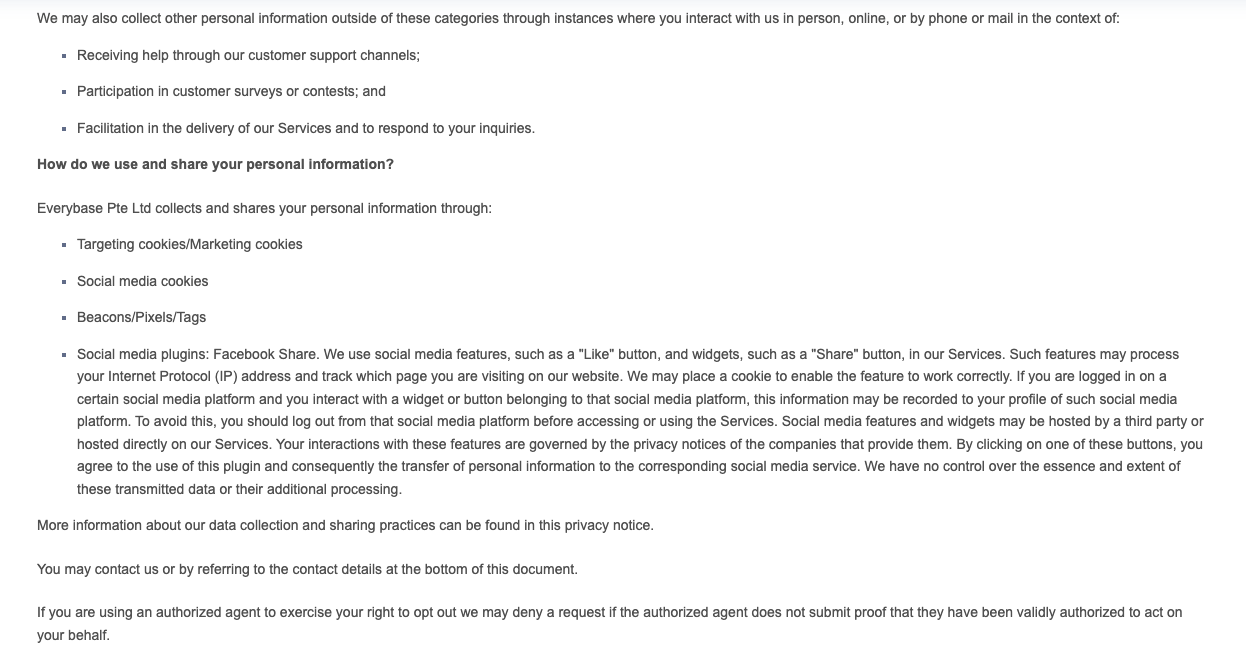 We may also collect other personal information outside of these categories through instances where you interact with us in person, online, or by phone or mail in the context of:
▪ Receiving help through our customer support channels;
▪ Participation in customer surveys or contests; and
▪ Facilitation in the delivery of our Services and to respond to your inquiries.
How do we use and share your personal information?
Everybase Pte Ltd collects and shares your personal information through:
▪ Targeting cookies/Marketing cookies
▪ Social media cookies
▪ Beacons/Pixels/Tags
▪ Social media plugins: Facebook Share. We use social media features, such as a "Like" button, and widgets, such as a "Share" button, in our Services. Such features may process
your Internet Protocol (IP) address and track which page you are visiting on our website. We may place a cookie to enable the feature to work correctly. If you are logged in on a
certain social media platform and you interact with a widget or button belonging to that social media platform, this information may be recorded to your profile of such social media
platform. To avoid this, you should log out from that social media platform before accessing or using the Services. Social media features and widgets may be hosted by a third party or
hosted directly on our Services. Your interactions with these features are governed by the privacy notices of the companies that provide them. By clicking on one of these buttons, you
agree to the use of this plugin and consequently the transfer of personal information to the corresponding social media service. We have no control over the essence and extent of
these transmitted data or their additional processing.
More information about our data collection and sharing practices can be found in this privacy notice.
You may contact us or by referring to the contact details at the bottom of this document.
If you are using an authorized agent to exercise your right to opt out we may deny a request if the authorized agent does not submit proof that they have been validly authorized to act on
your behalf.